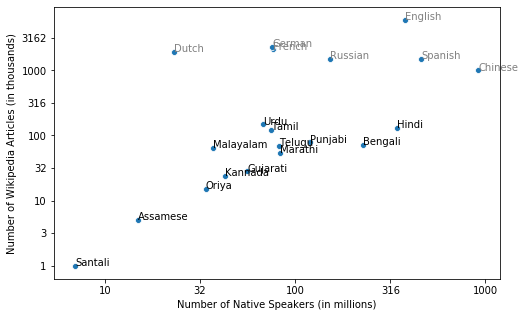 English
3162
German
French
Dutch
Russian
Spanish
1000
Chinese
316
Urdu
Tamil
Hindi
100
Punjabi
Malayalam
Telugu
Bengali
Marathi
32
Gujarati
Kannada
Oriya
10
Assamese
3
1
Santali
10
32
100
316
1000
Number of Native Speakers (in millions)
Number of Wikipedia Articles (in thousands)